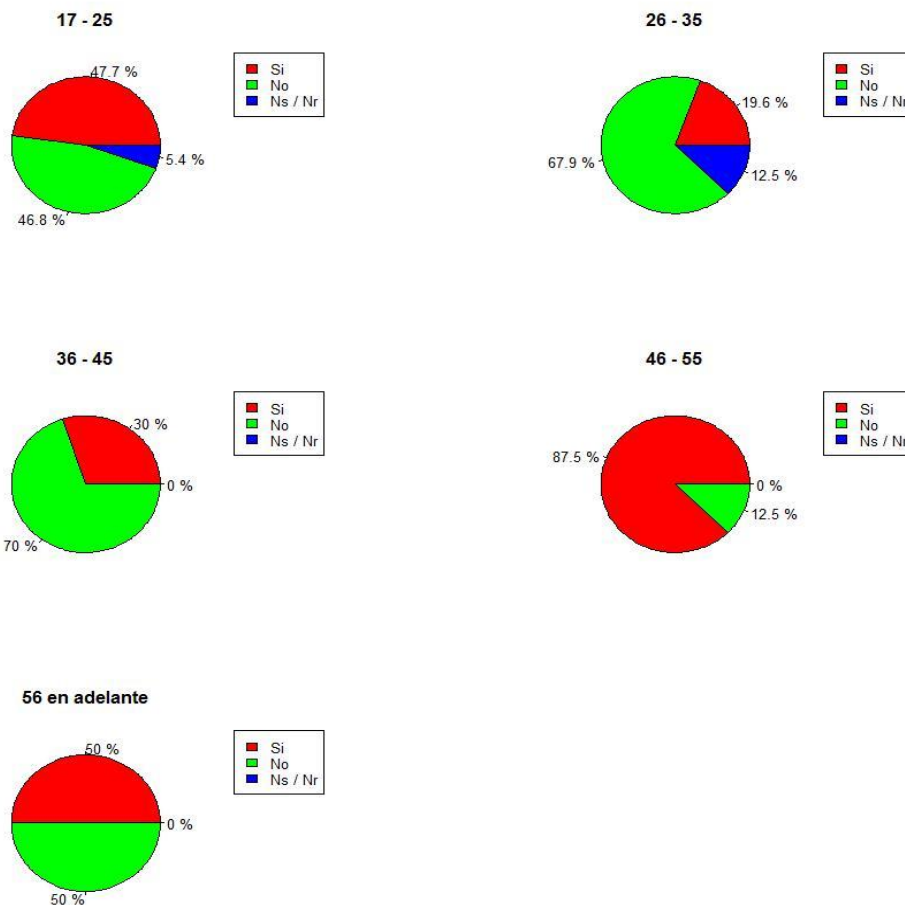 17 - 25
47.7 %
46.8 %
5.4 %
Si
No
Ns / Nr
26 - 35
19.6 %
67.9 %
12.5 %
Si
No
Ns / Nr
36 - 45
30 %
70 %
0 %
Si
No
Ns / Nr
46 - 55
87.5 %
0 %
12.5 %
Si
No
Ns / Nr
56 en adelante
50 %
0 %
50 %
Si
No
Ns / Nr